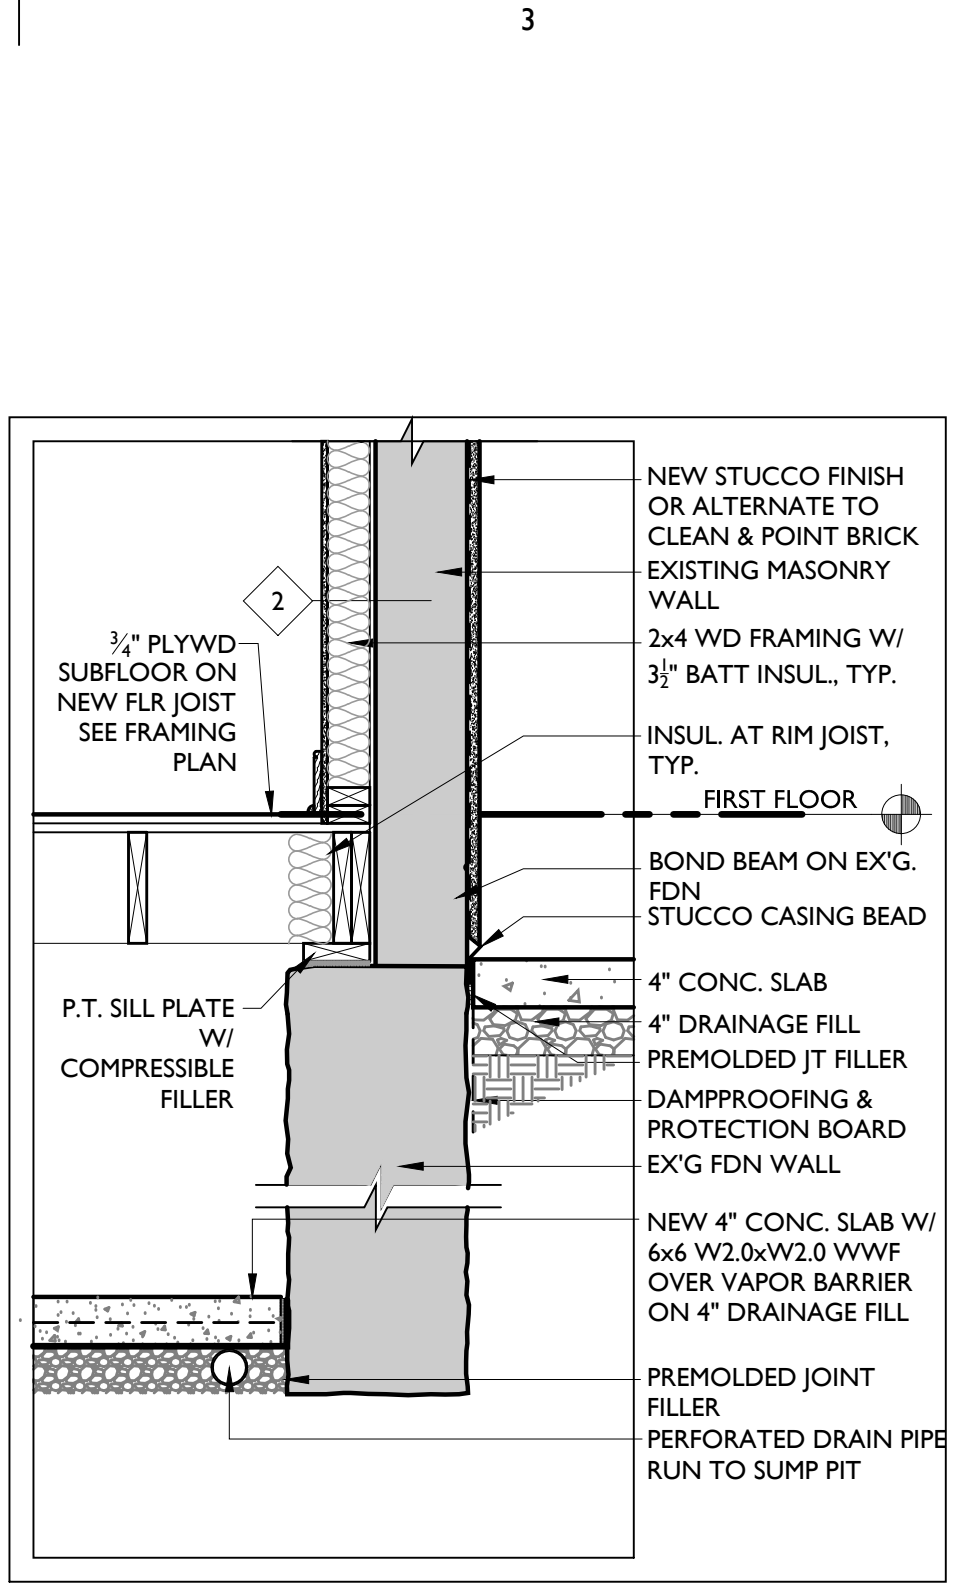 3
NEW STUCCO FINISH
OR ALTERNATE TO
CLEAN & POINT BRICK
EXISTING MASONRY
WALL
2
2x4 WD FRAMING W/
3½" BATT INSUL., TYP.
¾" PLYWD
SUBFLOOR ON
NEW FLR JOIST
SEE FRAMING
PLAN
INSUL. AT RIM JOIST,
TYP.
FIRST FLOOR
BOND BEAM ON EX'G.
FDN
STUCCO CASING BEAD
4" CONC. SLAB
P.T. SILL PLATE
W/
COMPRESSIBLE
FILLER
4" DRAINAGE FILL
PREMOLDED JT FILLER
DAMPPROOFING &
PROTECTION BOARD
EX'G FDN WALL
NEW 4" CONC. SLAB W/
6x6 W2.0xW2.0 WWF
OVER VAPOR BARRIER
ON 4" DRAINAGE FILL
PREMOLDED JOINT
FILLER
PERFORATED DRAIN PIPE
RUN TO SUMP PIT